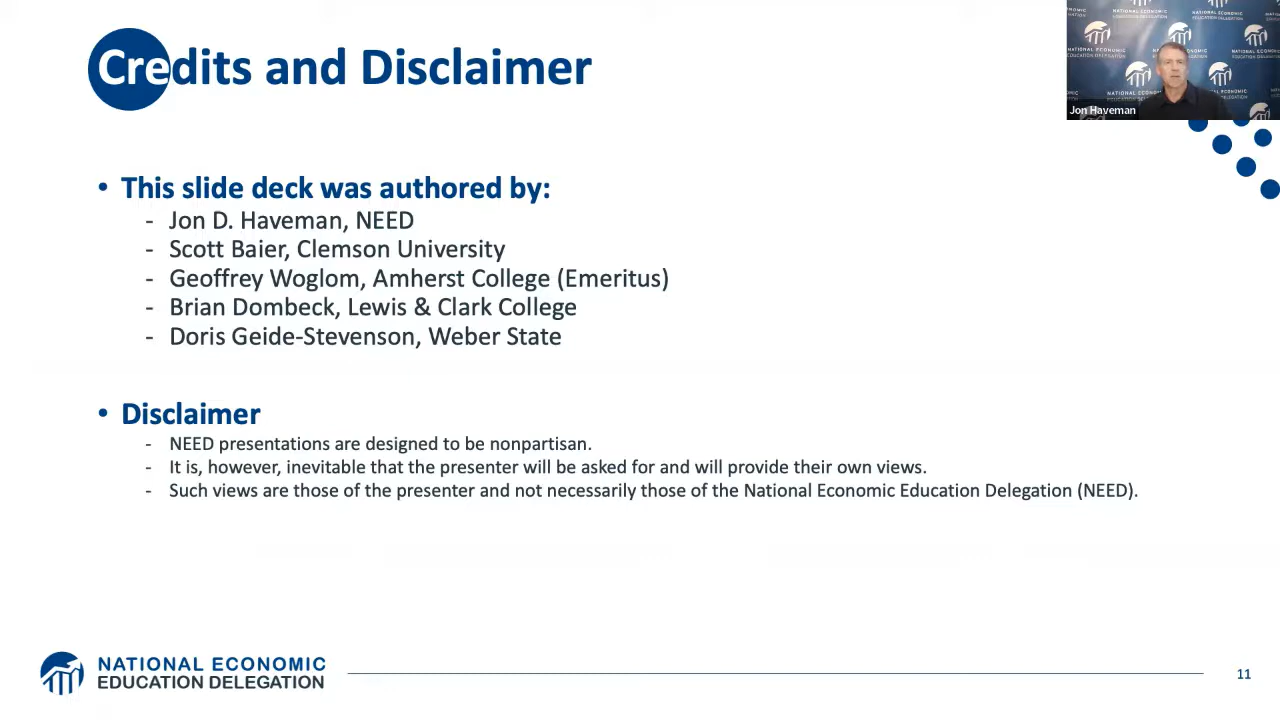 Credits and Disclaimer
Jon Haveman
• This slide deck was authored by:
- Jon D. Haveman, NEED
- Scott Baier, Clemson University
- Geoffrey Woglom, Amherst College (Emeritus)
- Brian Dombeck, Lewis & Clark College
- Doris Geide-Stevenson, Weber State
• Disclaimer
- NEED presentations are designed to be nonpartisan.
- It is, however, inevitable that the presenter will be asked for and will provide their own views.
- Such views are those of the presenter and not necessarily those of the National Economic Education Delegation (NEED).
NATIONAL ECONOMIC
EDUCATION DELEGATION
11